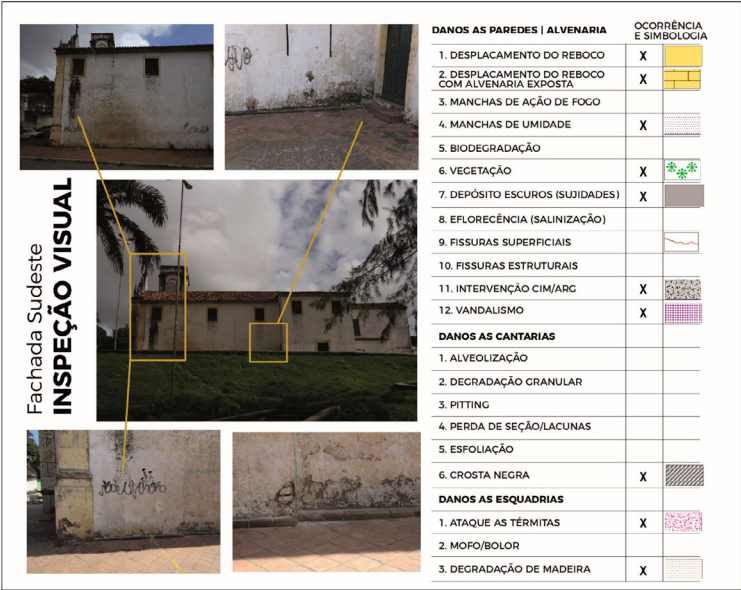 Fachada Sudeste
INSPEÇÃO VISUAL
DANOS AS PAREDES | ALVENARIA
OCORRÊNCIA
E SIMBOLOGIA
1. DESPLACAMENTO DO REBOCO X
2. DESPLACAMENTO DO REBOCO
COM ALVENARIA EXPOSTA X
3. MANCHAS DE AÇÃO DE FOGO
4. MANCHAS DE UMIDADE X
5. BIODEGRADAÇÃO
6. VEGETAÇÃO X
7. DEPÓSITO ESCUROS (SUJIDADES) X
8. EFLORECÊNCIA (SALINIZAÇÃO)
9. FISSURAS SUPERFICIAIS
10. FISSURAS ESTRUTURAIS
11. INTERVENÇÃO CIM/ARG X
12. VANDALISMO X
DANOS AS CANTARIAS
1. ALVEOLIZAÇÃO
2. DEGRADAÇÃO GRANULAR
3. PITTING
4. PERDA DE SEÇÃO/LACUNAS
5. ESFOLIAÇÃO
6. CROSTA NEGRA X
DANOS AS ESQUADRIAS
1. ATAQUE AS TÉRMITAS X
2. MOFO/BOLOR
3. DEGRADAÇÃO DE MADEIRA X